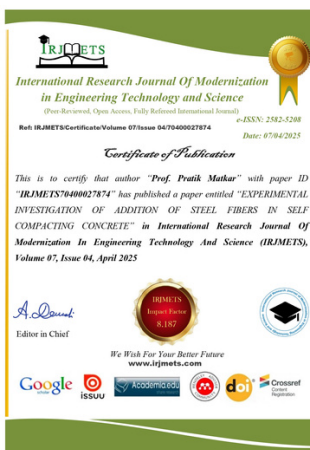 IRJMETS
International Research Journal Of Modernization
in Engineering Technology and Science
(Peer-Reviewed, Open Access, Fully Referred International Journal)
e-ISSN: 2582-5208
Ref: IRJMETS/Certificate/Volume 07/Issue 04/70400027874
Date: 07/04/2025
Certificate of Publication
This is to certify that author "Prof. Pratik Matkar" with paper ID
"IRJMETS70400027874" has published a paper entitled "EXPERIMENTAL
INVESTIGATION OF ADDITION OF STEEL FIBERS IN SELF
COMPACTING CONCRETE" in International Research Journal Of
Modernization In Engineering Technology And Science (IRJMETS),
Volume 07, Issue 04, April 2025
Editor in Chief
IRJMETS
Impact Factor
8.187
We Wish For Your Better Future
www.irjmets.com
Google
scholar
issuu
Academia.edu
doi
Crossref
Content
Registration